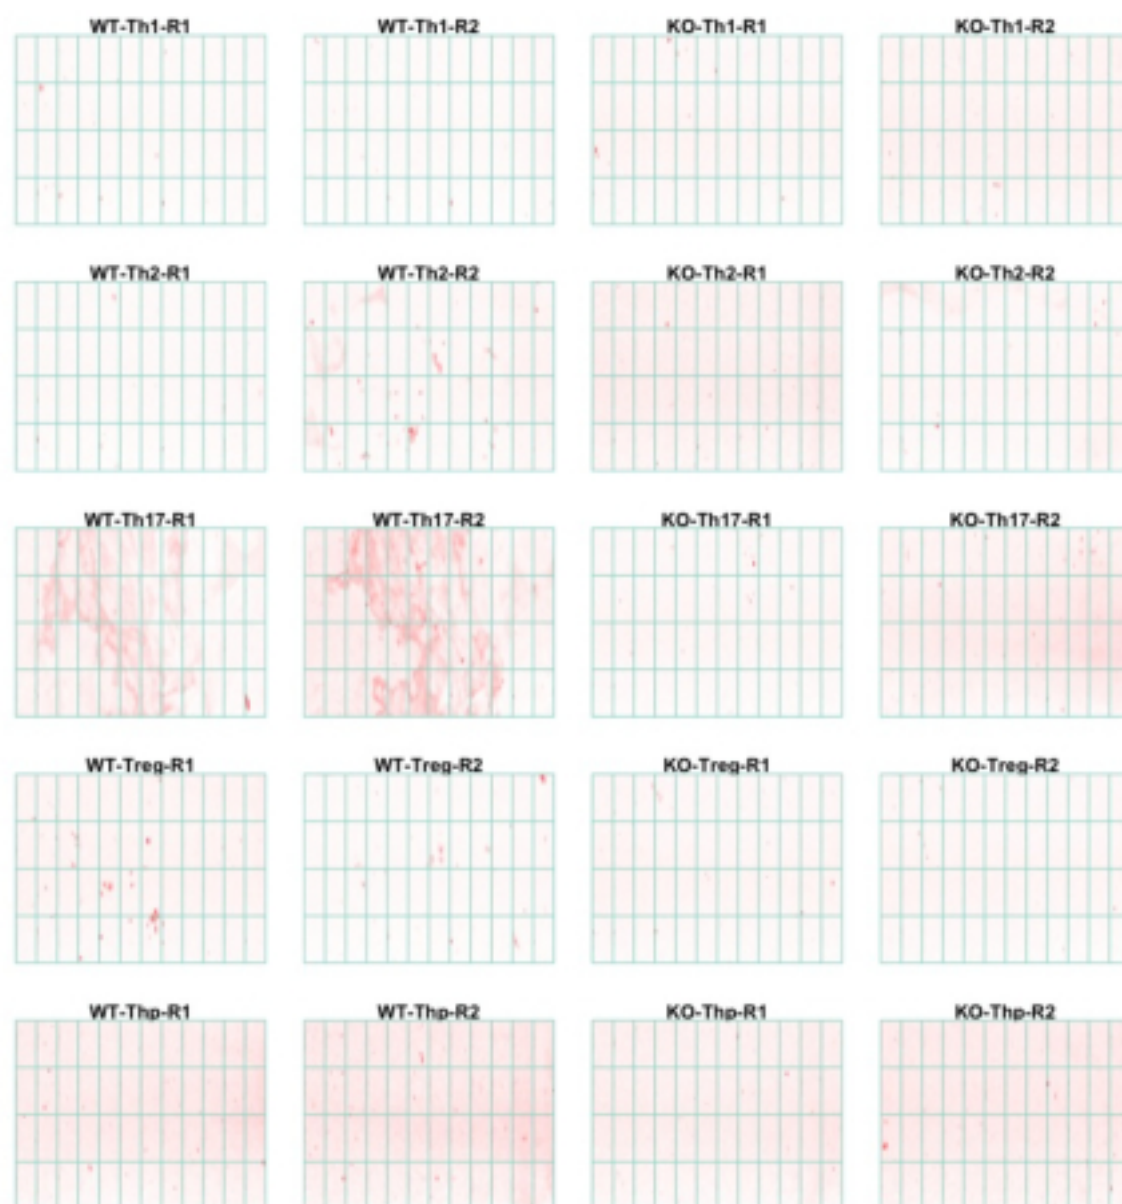 WT-Th1-R1 WT-Th1-R2 KO-Th1-R1 KO-Th1-R2
WT-Th2-R1 WT-Th2-R2 KO-Th2-R1 KO-Th2-R2
WT-Th17-R1 WT-Th17-R2 KO-Th17-R1 KO-Th17-R2
WT-Treg-R1 WT-Treg-R2 KO-Treg-R1 KO-Treg-R2
WT-Thp-R1 WT-Thp-R2 KO-Thp-R1 KO-Thp-R2